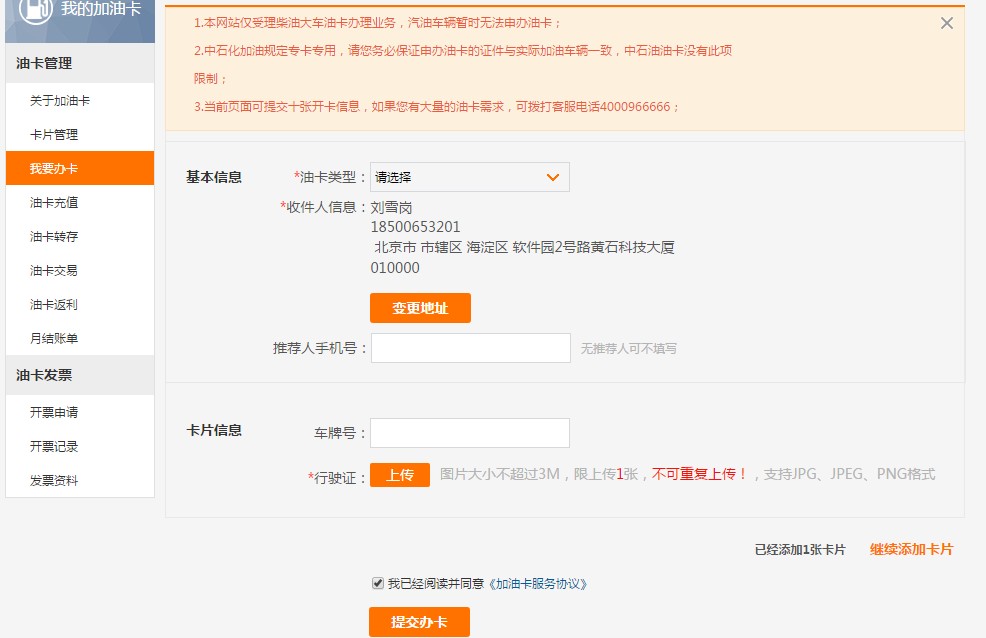 我的加油卡
油卡管理
关于加油卡
卡片管理
我要办卡
油卡充值
油卡转存
油卡交易
油卡返利
月结账单
油卡发票
开票申请
开票记录
发票资料
1.本网站仅受理柴油大车油卡办理业务，汽油车辆暂时无法申办油卡；
2.中石化加油规定专卡专用，请您务必保证申办油卡的证件与实际加油车辆一致，中石油油卡没有此项
限制；
3.当前页面可提交十张开卡信息，如果您有大量的油卡需求，可拨打客服电话4000966666；
基本信息 *油卡类型：请选择
*收件人信息：刘雪岗
18500653201
北京市 市辖区 海淀区 软件园2号路黄石科技大厦
010000
变更地址
推荐人手机号： 无推荐人可不填写
卡片信息 车牌号：
*行驶证： 上传 图片大小不超过3M，限上传1张，不可重复上传！，支持JPG、JPEG、PNG格式
已经添加1张卡片 继续添加卡片
我已经阅读并同意《加油卡服务协议》
提交办卡